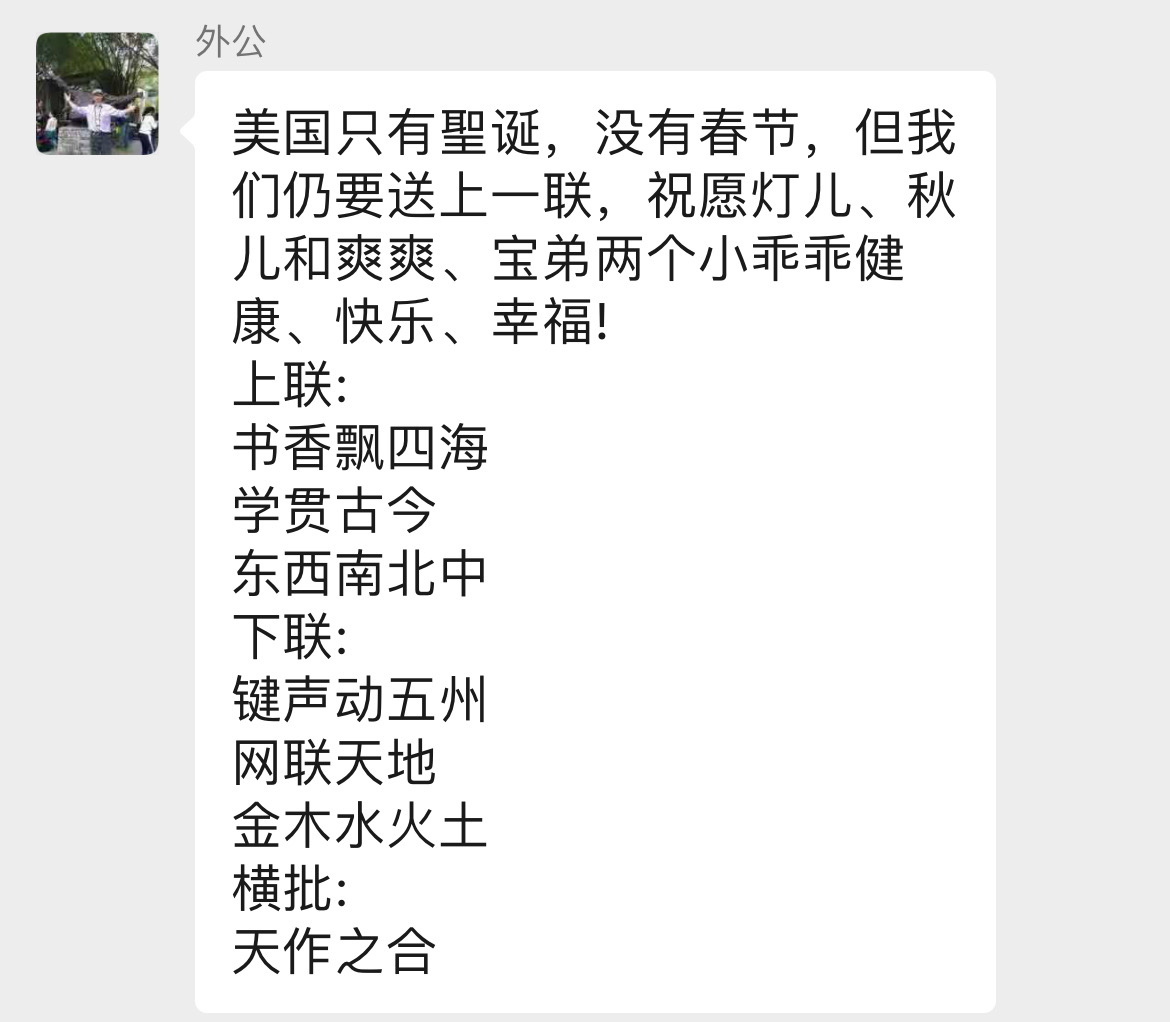 外公
美国只有聖诞，没有春节，但我
们仍要送上一联，祝愿灯儿、秋
儿和爽爽、宝弟两个小乖乖健
康、快乐、幸福!
上联:
书香飘四海
学贯古今
东西南北中
下联:
键声动五州
网联天地
金木水火土
横批:
天作之合